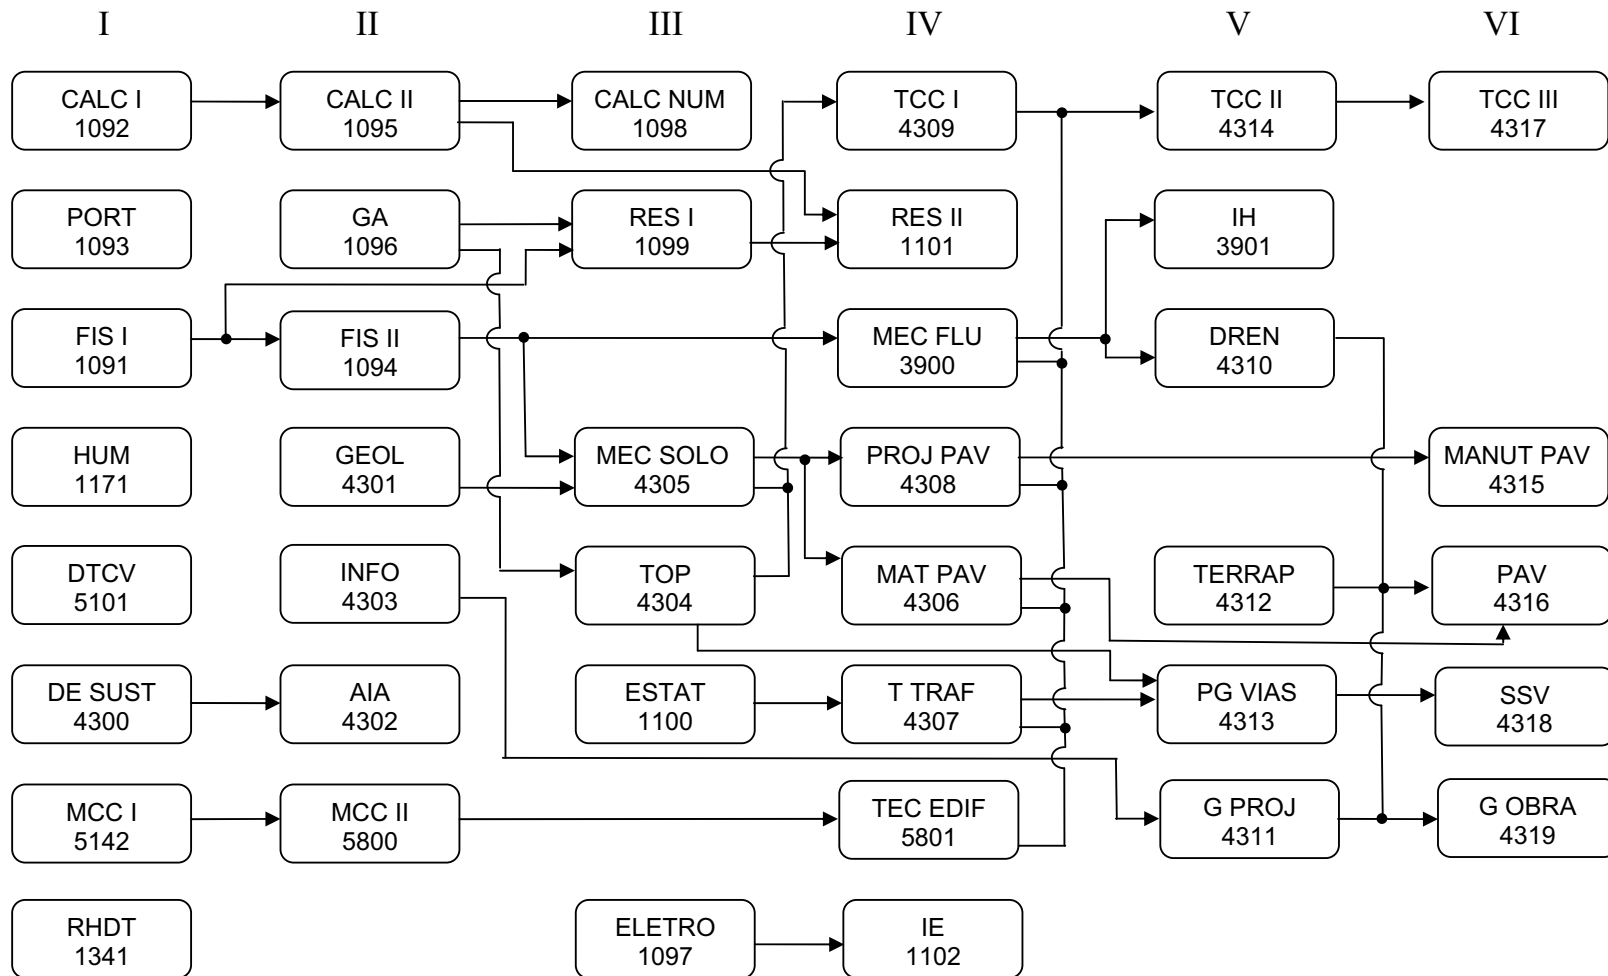 I II III IV V VI
CALC I
1092
CALC II
1095
CALC NUM
1098
TCC I
4309
TCC II
4314
TCC III
4317
PORT
1093
GA
1096
RES I
1099
RES II
1101
IH
3901
FIS I
1091
FIS II
1094
MEC FLU
3900
DREN
4310
HUM
1171
GEOL
4301
MEC SOLO
4305
PROJ PAV
4308
MANUT PAV
4315
DTCV
5101
INFO
4303
TOP
4304
MAT PAV
4306
TERRAP
4312
PAV
4316
DE SUST
4300
AIA
4302
ESTAT
1100
T TRAF
4307
PG VIAS
4313
SSV
4318
MCC I
5142
MCC II
5800
TEC EDIF
5801
G PROJ
4311
G OBRA
4319
RHDT
1341
ELETRO
1097
IE
1102